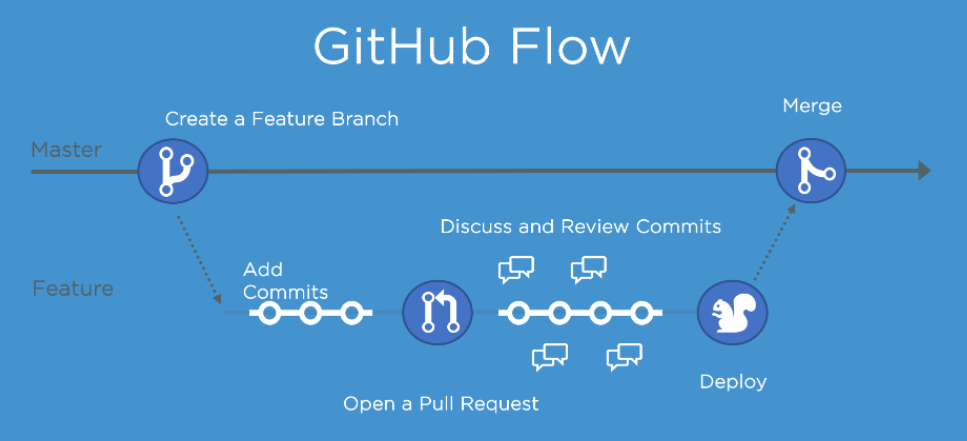 GitHub Flow
Merge
Create a Feature Branch
Master
Discuss and Review Commits
Add
Commits
Feature
Deploy
Open a Pull Request